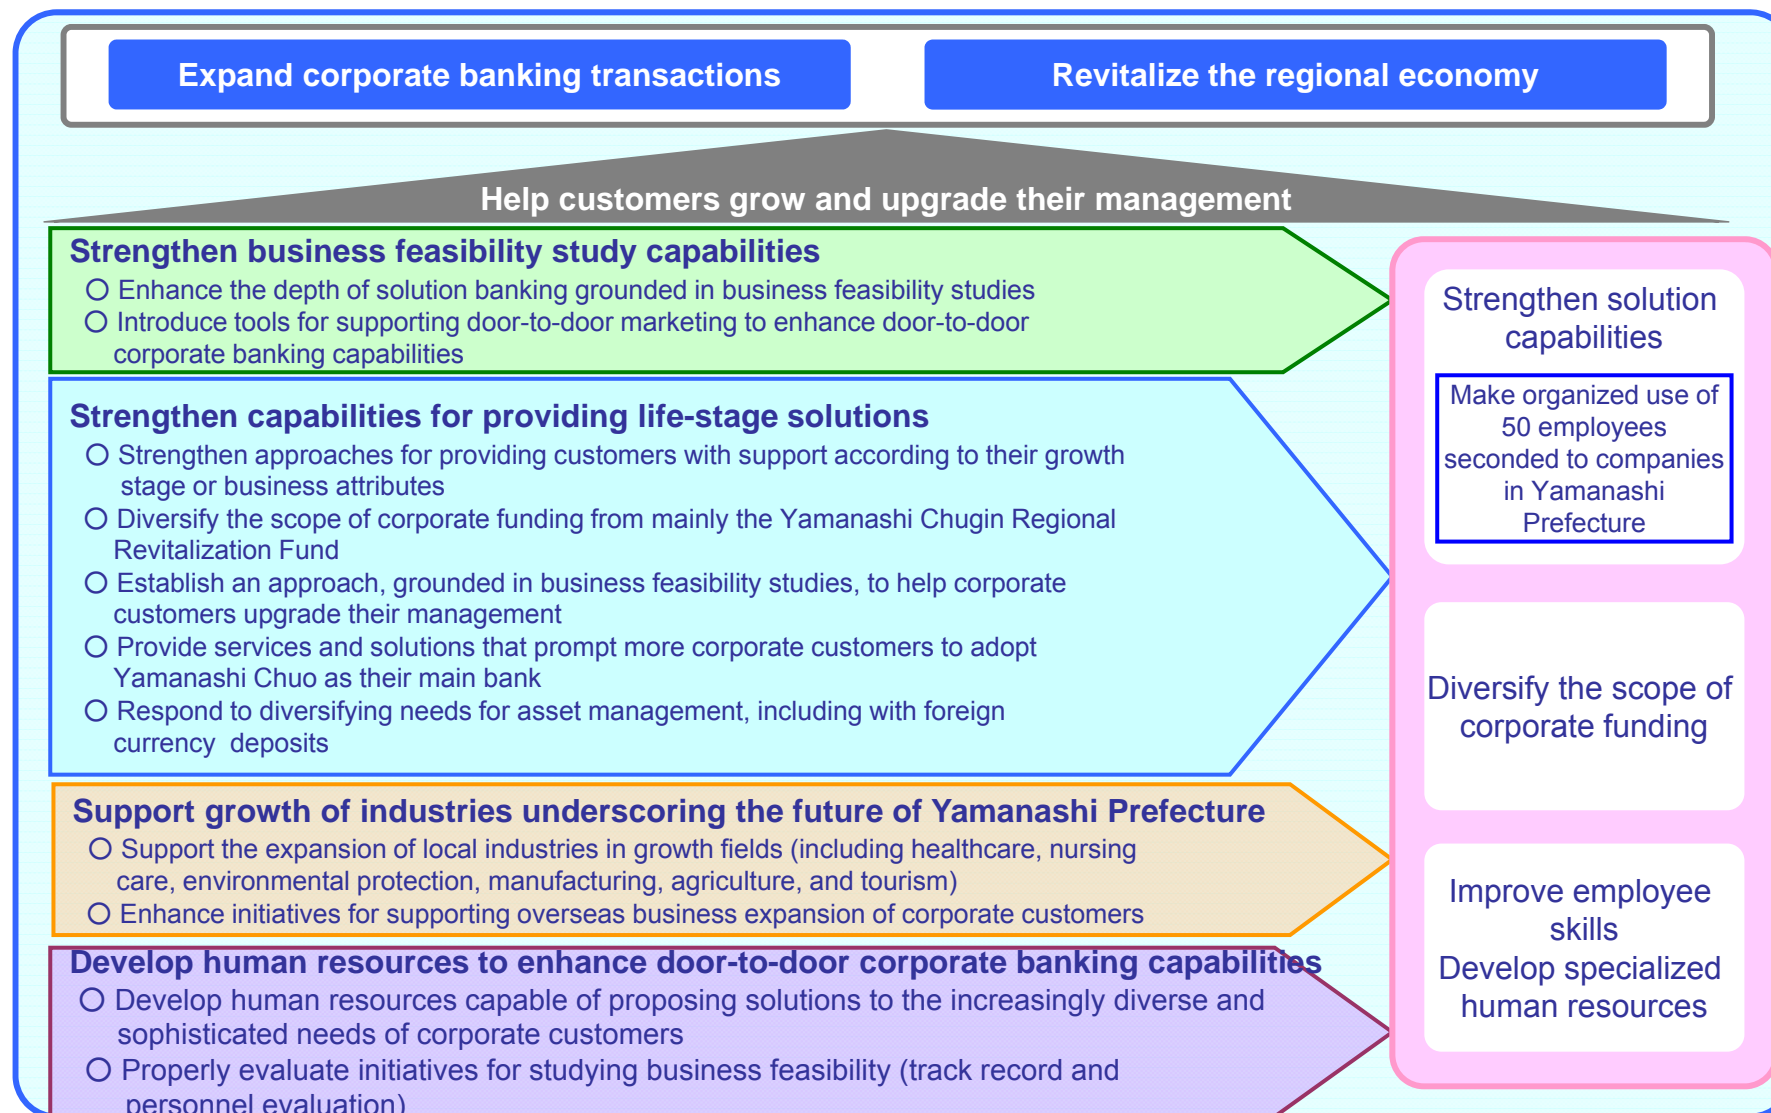 Expand corporate banking transactions
Revitalize the regional economy
Help customers grow and upgrade their management
Strengthen business feasibility study capabilities
○ Enhance the depth of solution banking grounded in business feasibility studies
○ Introduce tools for supporting door-to-door marketing to enhance door-to-door
corporate banking capabilities
Strengthen capabilities for providing life-stage solutions
○ Strengthen approaches for providing customers with support according to their growth
stage or business attributes
○ Diversify the scope of corporate funding from mainly the Yamanashi Chugin Regional
Revitalization Fund
○ Establish an approach, grounded in business feasibility studies, to help corporate
customers upgrade their management
○ Provide services and solutions that prompt more corporate customers to adopt
Yamanashi Chuo as their main bank
○ Respond to diversifying needs for asset management, including with foreign
currency deposits
Support growth of industries underscoring the future of Yamanashi Prefecture
○ Support the expansion of local industries in growth fields (including healthcare, nursing
care, environmental protection, manufacturing, agriculture, and tourism)
○ Enhance initiatives for supporting overseas business expansion of corporate customers
Develop human resources to enhance door-to-door corporate banking capabilities
○ Develop human resources capable of proposing solutions to the increasingly diverse and
sophisticated needs of corporate customers
○ Properly evaluate initiatives for studying business feasibility (track record and
personnel evaluation)
Strengthen solution
capabilities
Make organized use of
50 employees
seconded to companies
in Yamanashi
Prefecture
Diversify the scope of
corporate funding
Improve employee
skills
Develop specialized
human resources